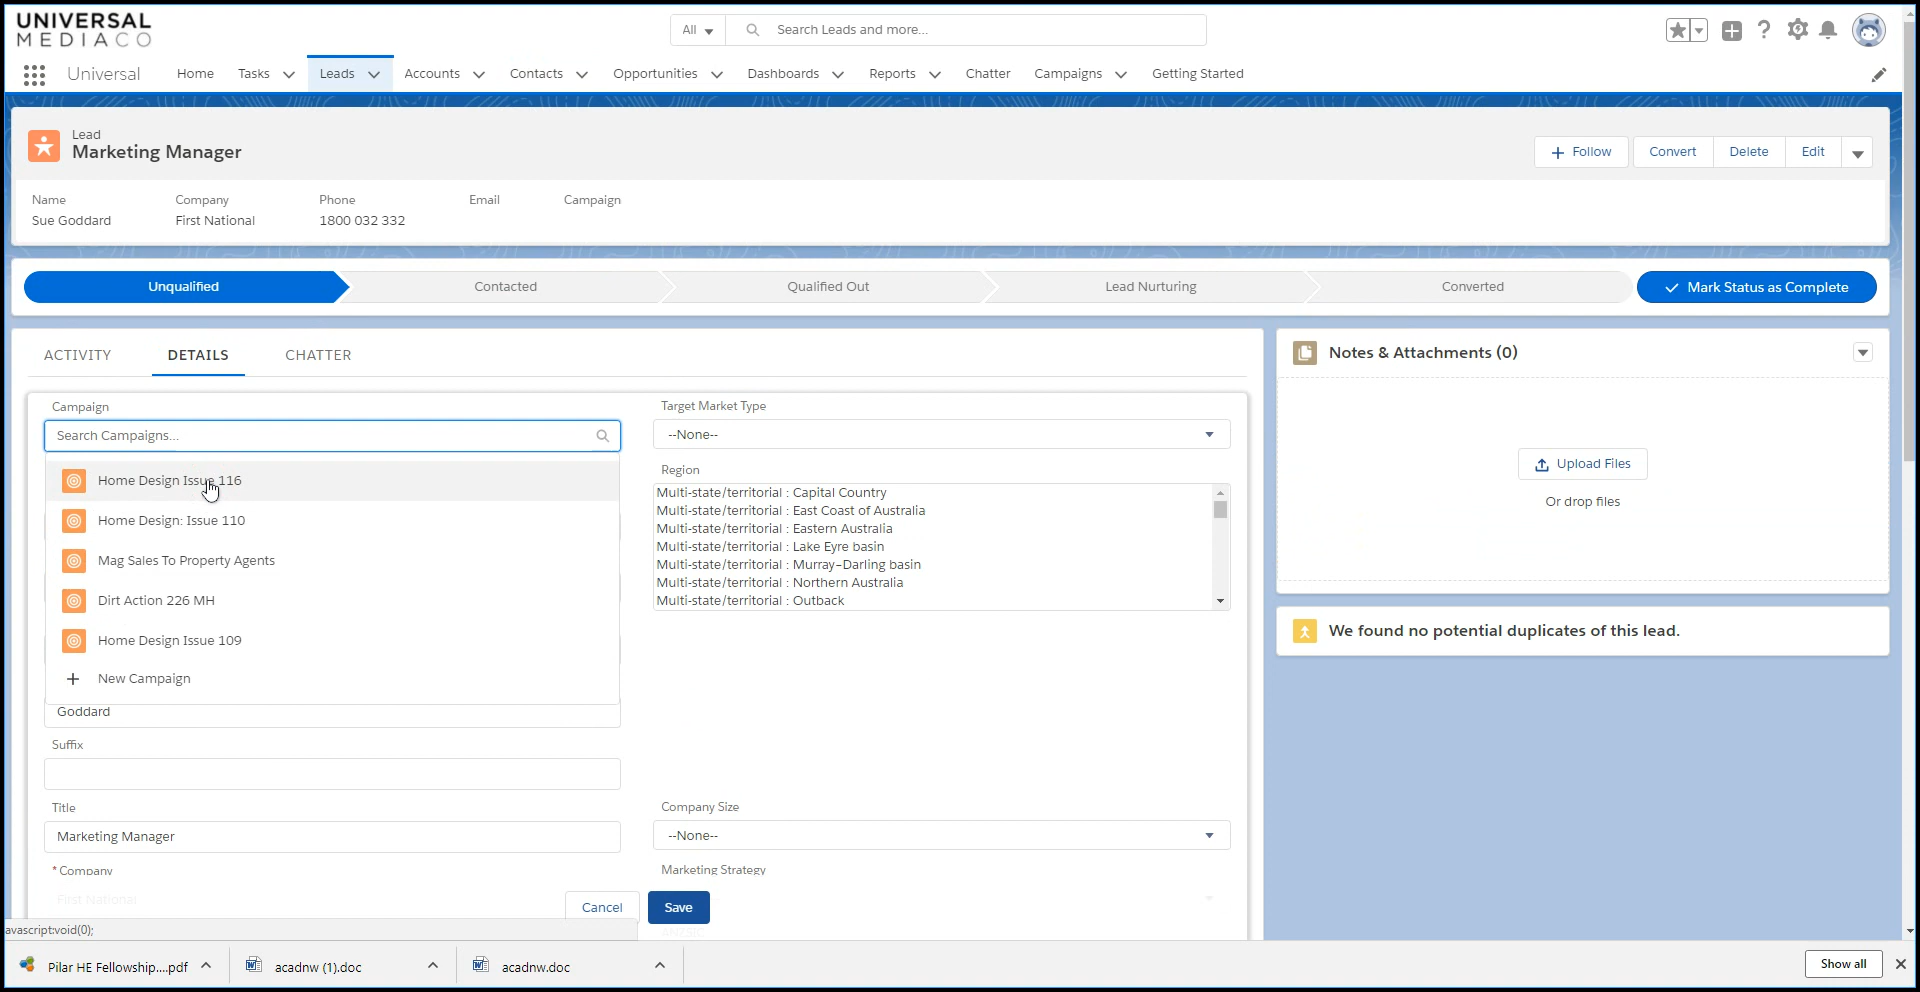 UNIVERSAL
MEDIACO
All
Search Leads and more...
Universal
Home
Tasks
Leads
Accounts
Contacts
Opportunities
Dashboards
Reports
Chatter
Campaigns
Getting Started
Lead
Marketing Manager
Follow
Convert
Delete
Edit
Name
Company
Phone
Email
Campaign
Sue Goddard
First National
1800 032 332
Unqualified
Contacted
Qualified Out
Lead Nurturing
Converted
Mark Status as Complete
ACTIVITY
DETAILS
CHATTER
Campaign
Search Campaigns...
Home Design Issue 116
Home Design: Issue 110
Mag Sales To Property Agents
Dirt Action 226 MH
Home Design Issue 109
New Campaign
Goddard
Suffix
Title
Marketing Manager
* Company
First National
Target Market Type
--None--
Region
Multi-state/territorial : Capital Country
Multi-state/territorial : East Coast of Australia
Multi-state/territorial : Eastern Australia
Multi-state/territorial : Lake Eyre basin
Multi-state/territorial : Murray–Darling basin
Multi-state/territorial : Northern Australia
Multi-state/territorial : Outback
Company Size
--None--
Marketing Strategy
Cancel
Save
Notes & Attachments (0)
Upload Files
Or drop files
We found no potential duplicates of this lead.
avascript:void(0);
Pilar HE Fellowship....pdf
acadnw (1).doc
acadnw.doc
Show all